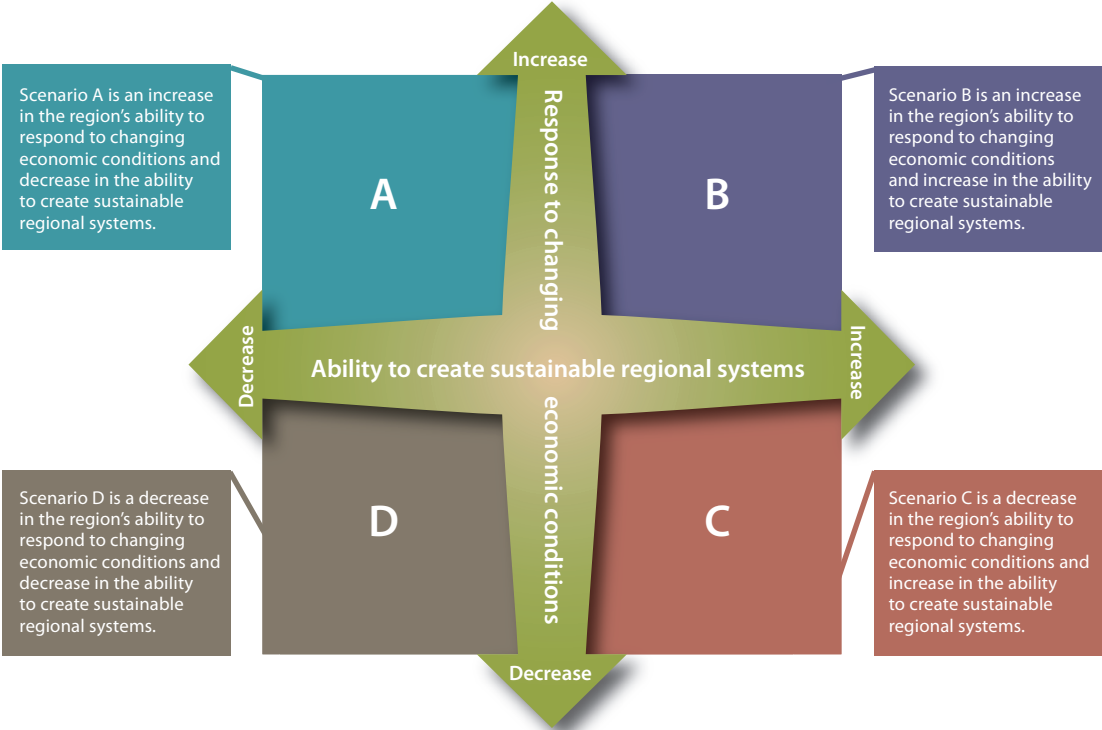 Increase
Response to changing
economic conditions
Decrease
Decrease
Ability to create sustainable regional systems
Increase
Scenario A is an increase
in the region’s ability to
respond to changing
economic conditions and
decrease in the ability
to create sustainable
regional systems.
A
B
Scenario B is an increase
in the region’s ability to
respond to changing
economic conditions
and increase in the ability
to create sustainable
regional systems.
Scenario D is a decrease
in the region’s ability to
respond to changing
economic conditions and
decrease in the ability
to create sustainable
regional systems.
D
C
Scenario C is a decrease
in the region’s ability to
respond to changing
economic conditions and
increase in the ability
to create sustainable
regional systems.